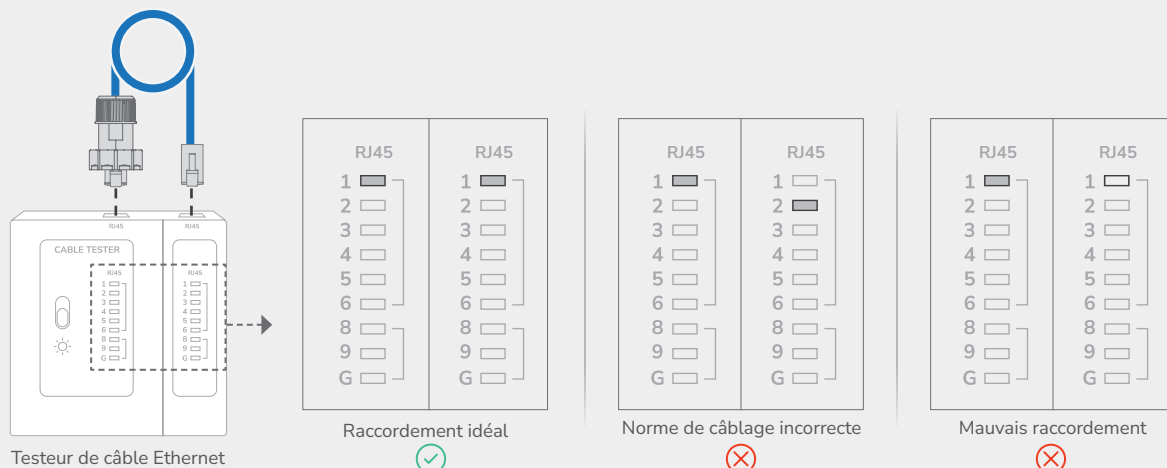 RJ45 RJ45
CABLE TESTER
RJ45 RJ45
1 1
2 2
3 3
4 4
5 5
6 6
8 8
9 9
G G
Testeur de câble Ethernet
RJ45 RJ45
1 1
2 2
3 3
4 4
5 5
6 6
8 8
9 9
G G
Raccordement idéal
RJ45 RJ45
1 1
2 2
3 3
4 4
5 5
6 6
8 8
9 9
G G
Norme de câblage incorrecte
RJ45 RJ45
1 1
2 2
3 3
4 4
5 5
6 6
8 8
9 9
G G
Mauvais raccordement